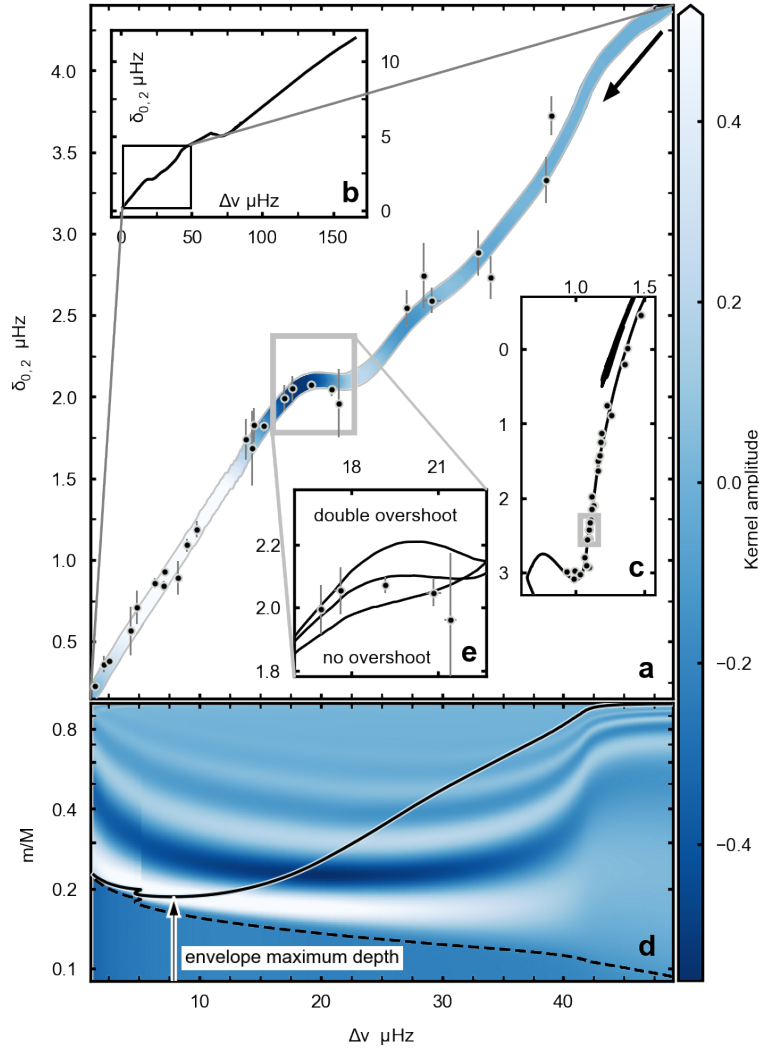 4.0
3.5
3.0
2.5
2.0
1.5
1.0
0.5
δ0, 2 μHz
δ0, 2 μHz
10
5
0
b
Δν μHz
0
50
100
150
1.0
1.5
0
1
2
3
c
18
21
double overshoot
2.2
2.0
1.8
no overshoot
e
a
0.4
0.2
0.0
−0.2
−0.4
Kernel amplitude
0.8
0.4
0.2
0.1
m/M
d
envelope maximum depth
10
20
30
40
Δν μHz